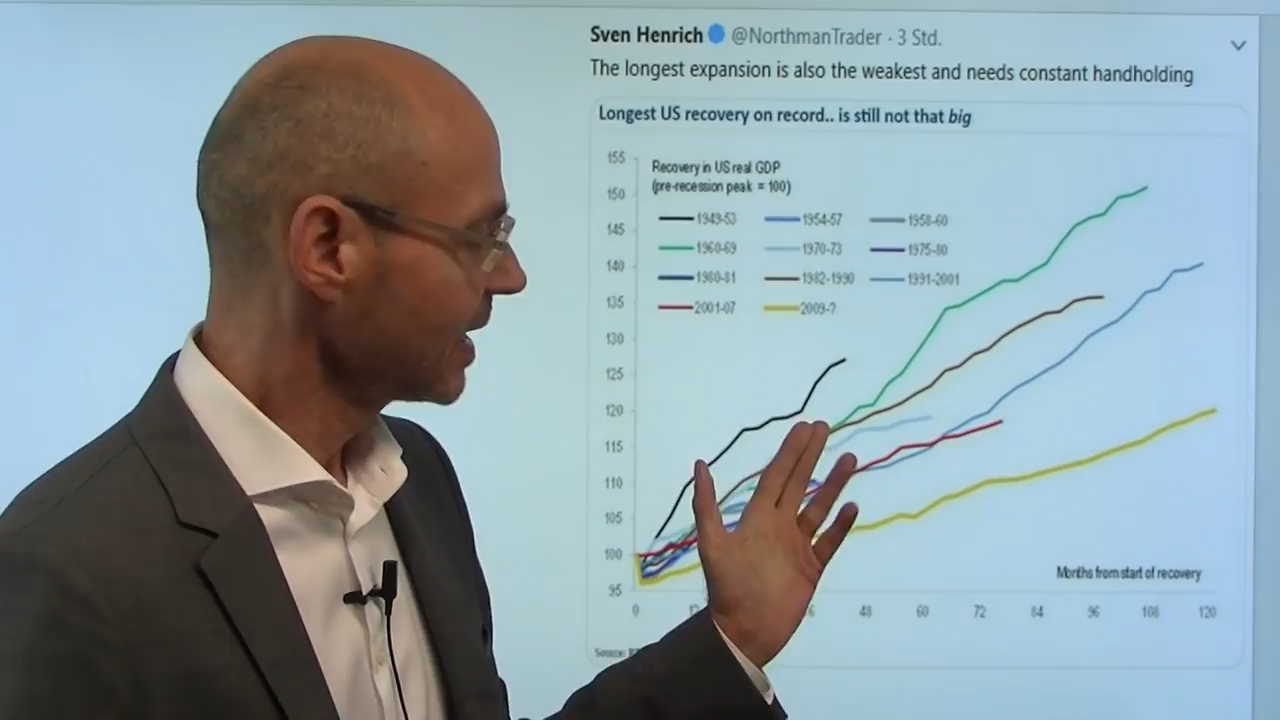 Sven Henrich @NorthmanTrader · 3 Std.
The longest expansion is also the weakest and needs constant handholding
Longest US recovery on record.. is still not that big
Recovery in US real GDP
(pre-recession peak = 100)
1949-53 1954-57 1958-60
1960-69 1970-73 1975-80
1980-81 1982-1990 1991-2001
2001-07 2009-?
155
150
145
140
135
130
125
120
115
110
105
100
95
Months from start of recovery
0 48 60 72 84 96 108 120
Source: